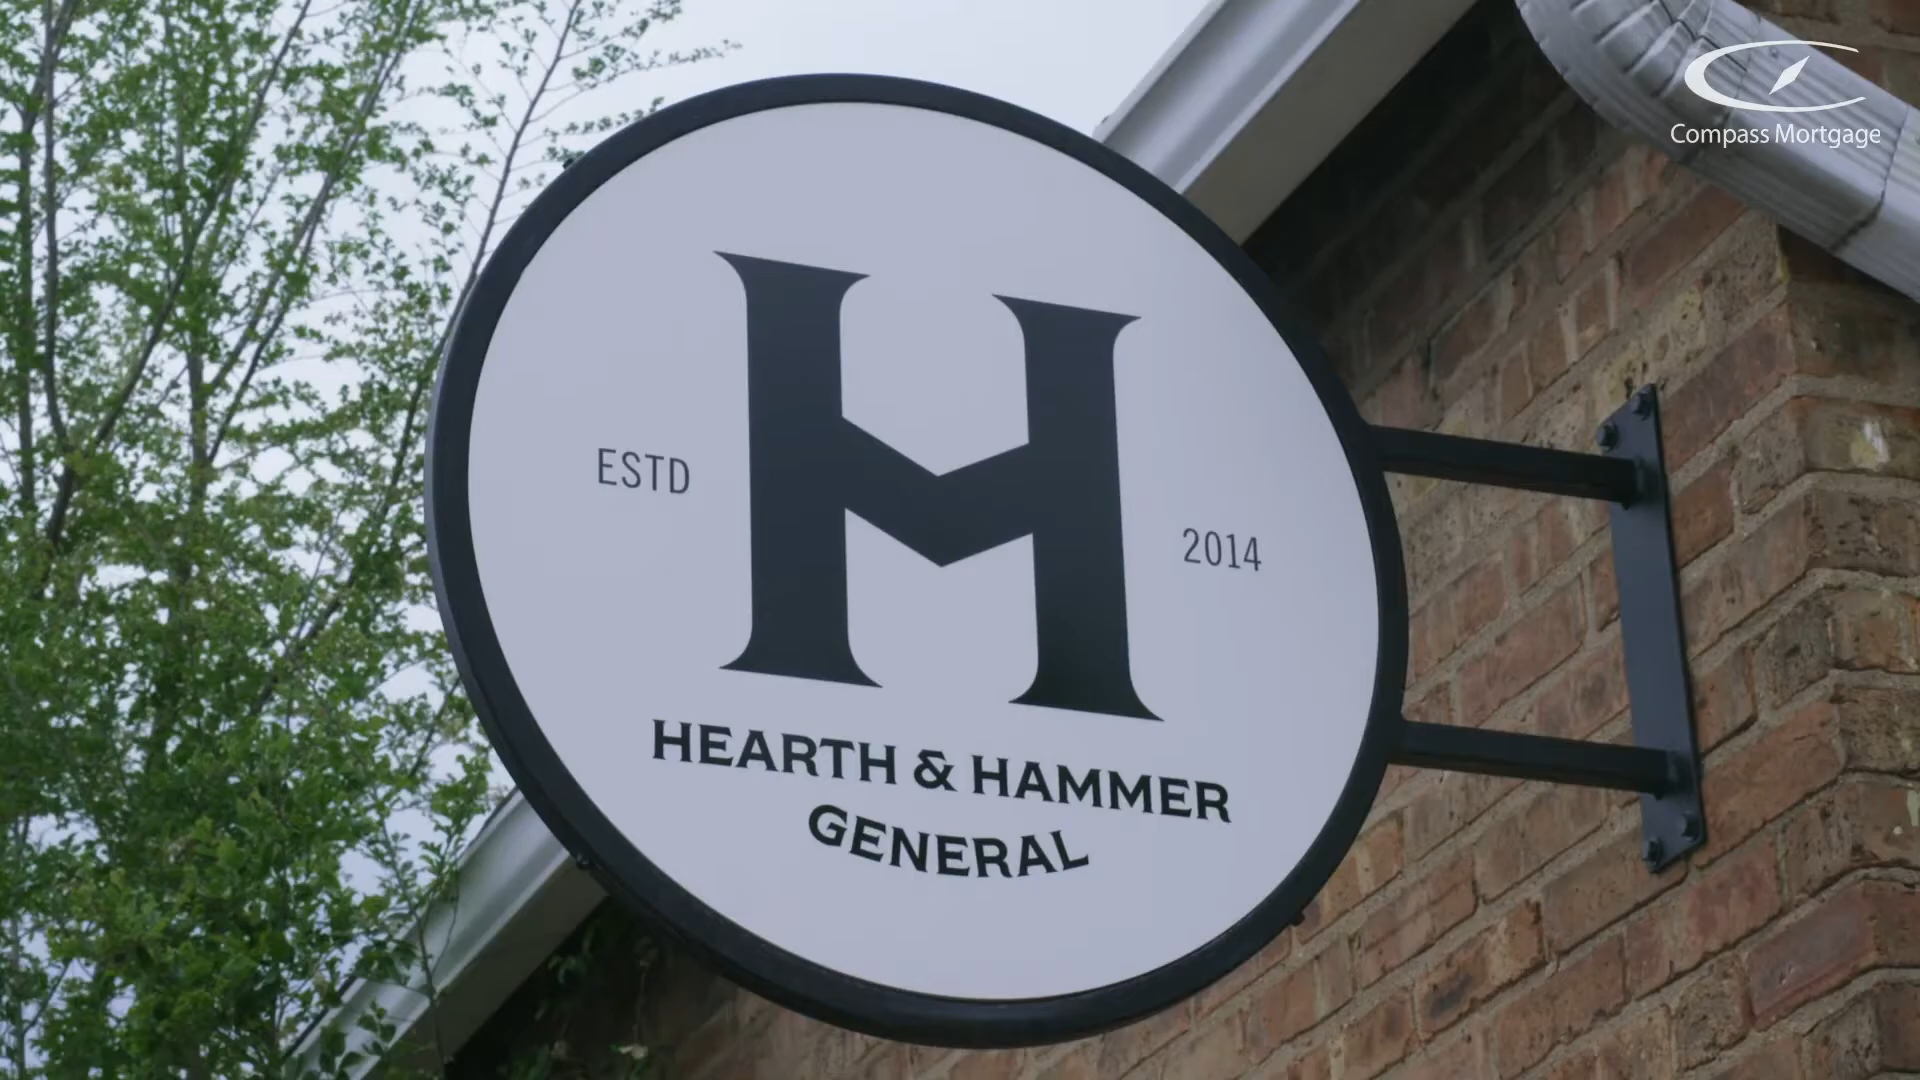 Compass Mortgage
H
ESTD
2014
HEARTH & HAMMER
GENERAL